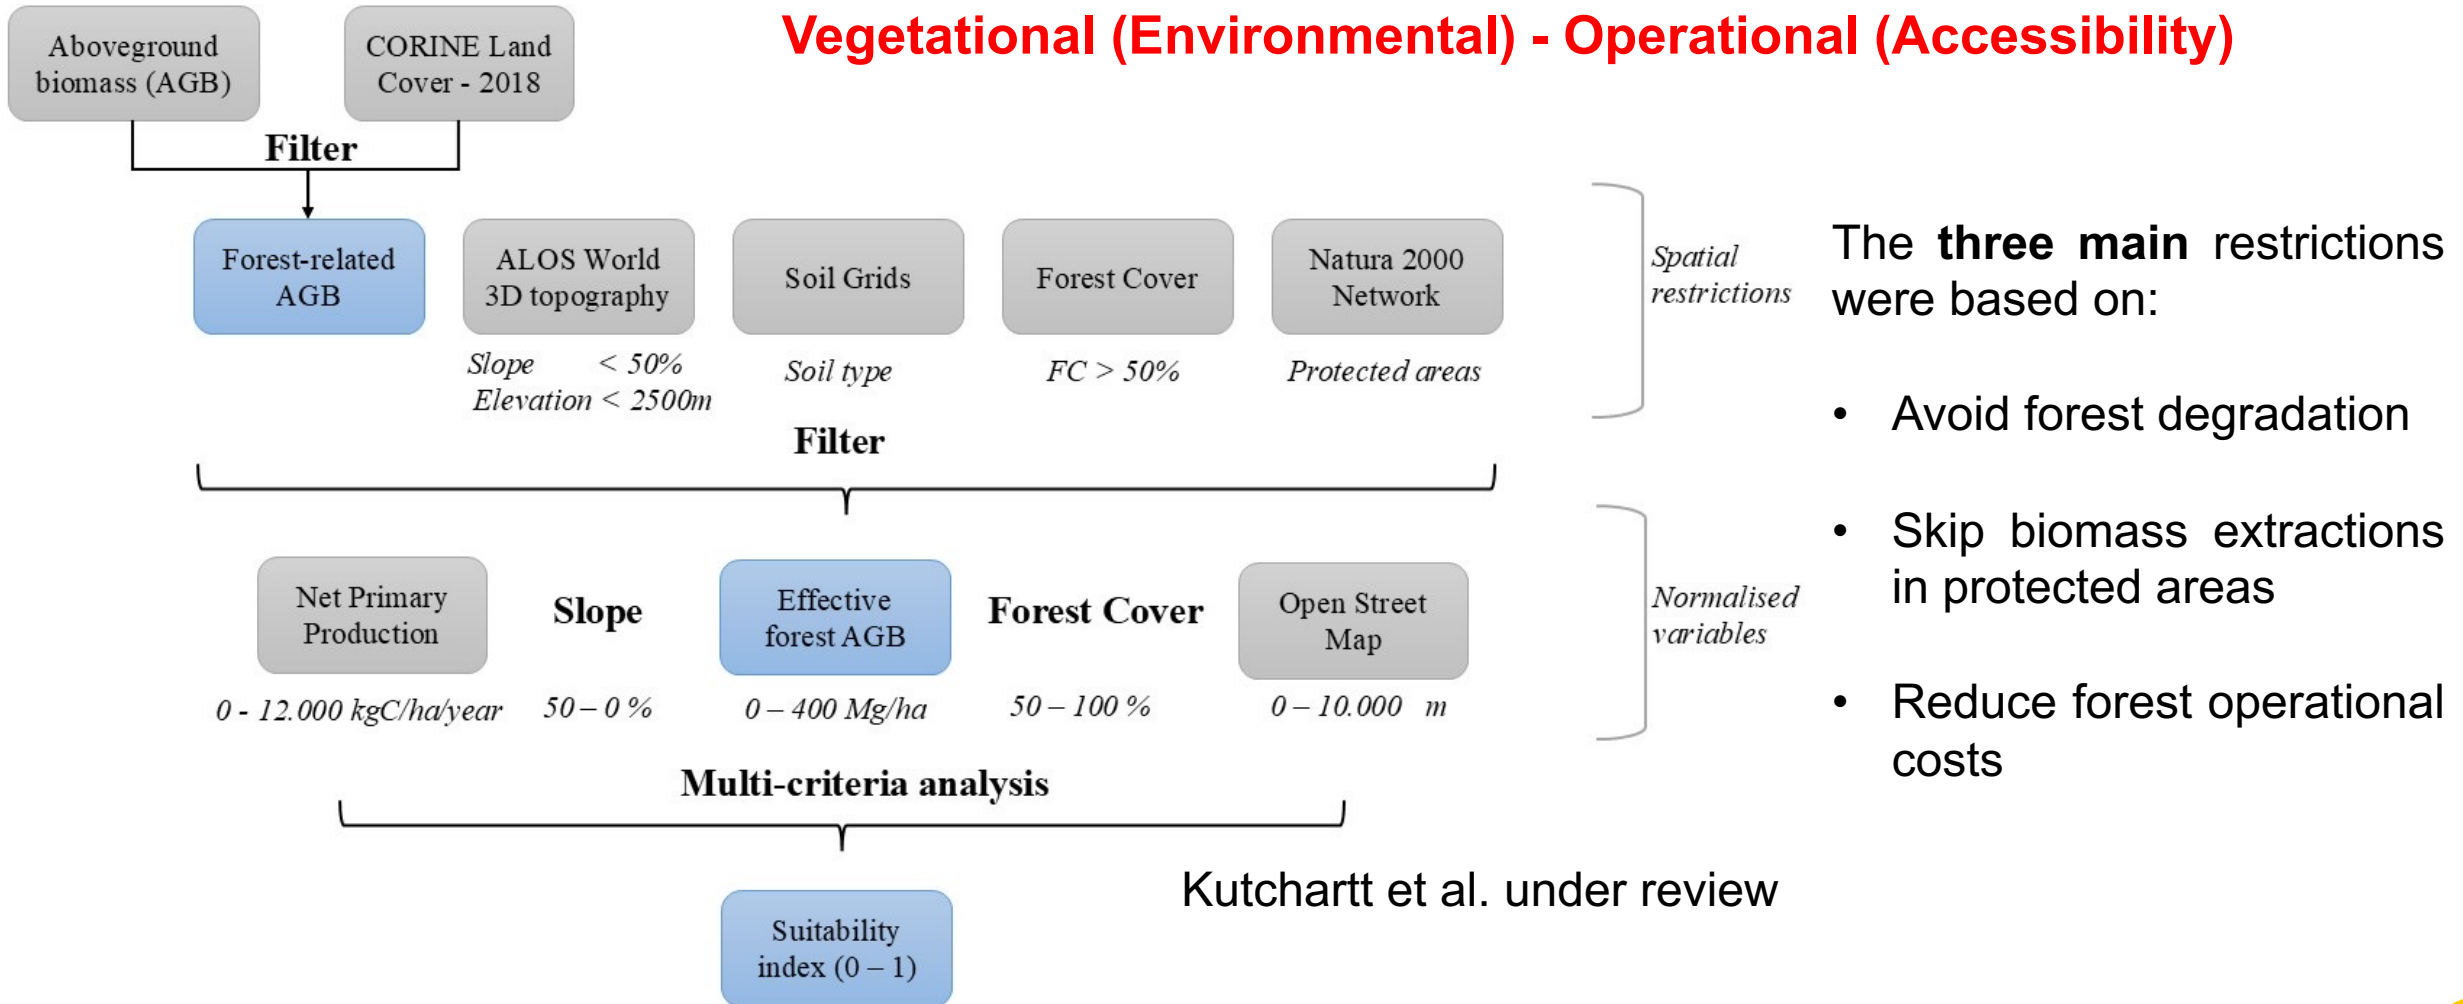 Vegetational (Environmental) - Operational (Accessibility)
Aboveground
biomass (AGB)
CORINE Land
Cover - 2018
Filter
Forest-related
AGB
ALOS World
3D topography
Soil Grids
Forest Cover
Natura 2000
Network
Spatial
restrictions
Slope < 50%
Elevation < 2500m
Soil type
FC > 50%
Protected areas
Filter
Net Primary
Production
Slope
Effective
forest AGB
Forest Cover
Open Street
Map
Normalised
variables
0 - 12.000 kgC/ha/year
50 – 0 %
0 – 400 Mg/ha
50 – 100 %
0 – 10.000 m
Multi-criteria analysis
Suitability
index (0 – 1)
Kutchartt et al. under review
The three main restrictions
were based on:
• Avoid forest degradation
• Skip biomass extractions
in protected areas
• Reduce forest operational
costs